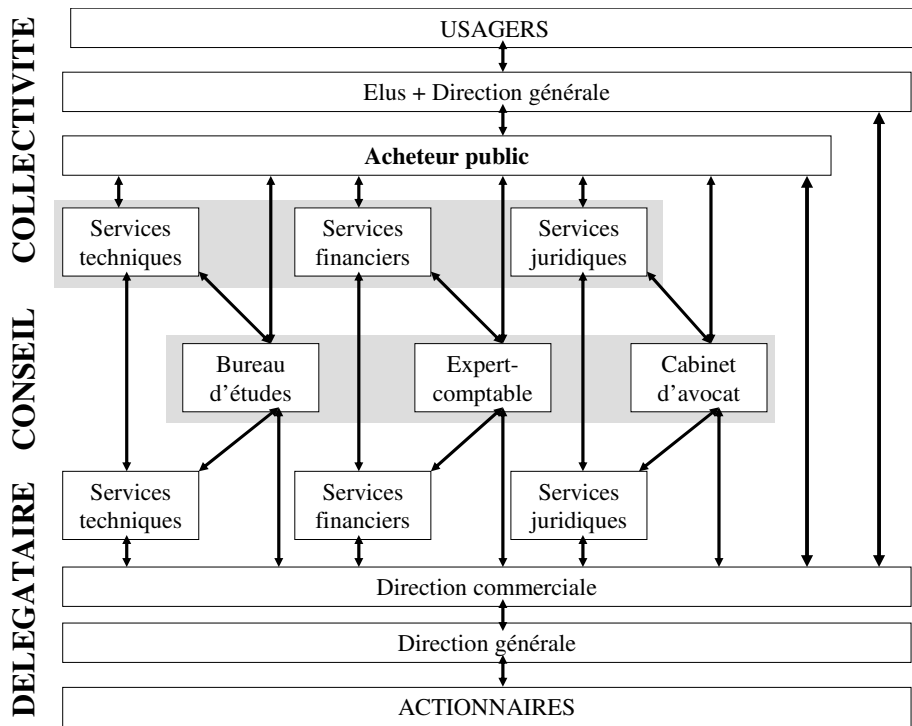 COLLECTIVITE
USAGERS
Elus + Direction générale
Acheteur public
Services
techniques
Services
financiers
Services
juridiques
CONSEIL
Bureau
d'études
Expert-
comptable
Cabinet
d'avocat
DELEGATAIRE
Services
techniques
Services
financiers
Services
juridiques
Direction commerciale
Direction générale
ACTIONNAIRES